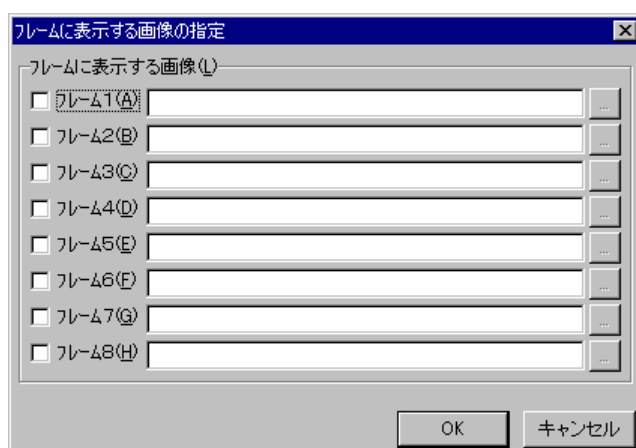 フレームに表示する画像の指定
フレームに表示する画像(L)
フレーム1(A) ...
フレーム2(B) ...
フレーム3(C) ...
フレーム4(D) ...
フレーム5(E) ...
フレーム6(F) ...
フレーム7(G) ...
フレーム8(H) ...
OK キャンセル